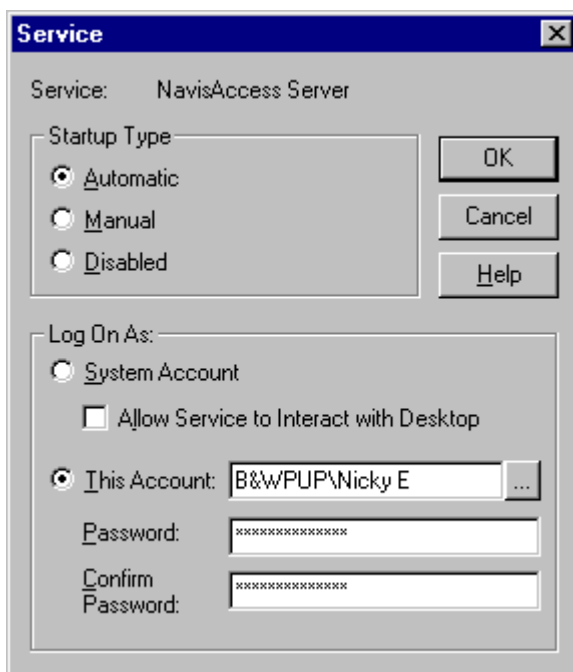 Service
Service: NavisAccess Server
Startup Type
Automatic
Manual
Disabled
OK
Cancel
Help
Log On As:
System Account
Allow Service to Interact with Desktop
This Account: B&WPUP\Nicky E ...
Password: **************
Confirm
Password: **************